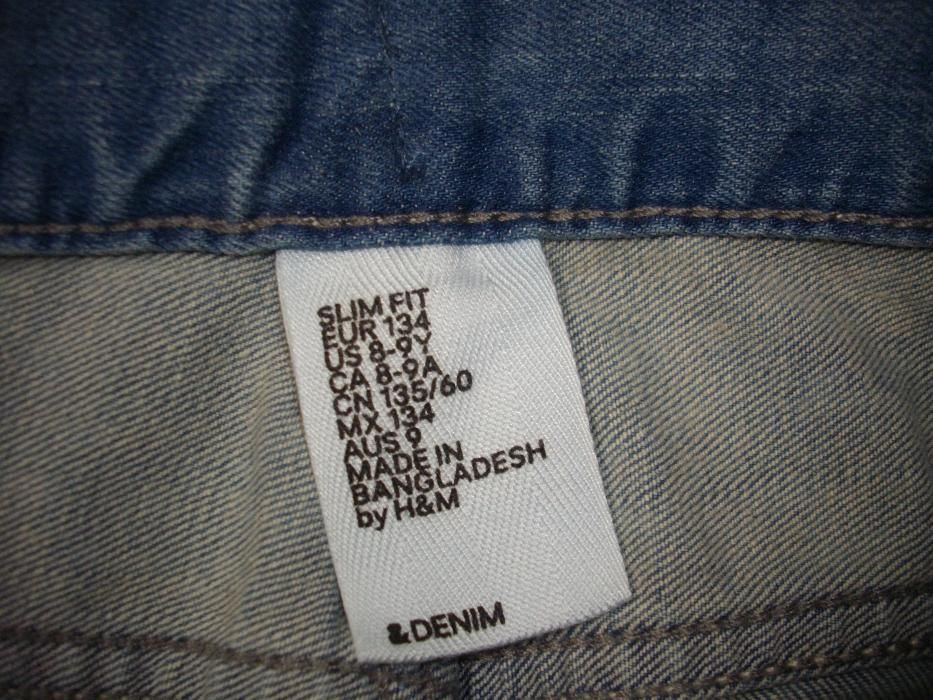 SLIM FIT
EUR 134
US 8-9Y
CA 8-9A
CN 135/60
MX 134
AUS 9
MADE IN
BANGLADESH
by H&M
&DENIM